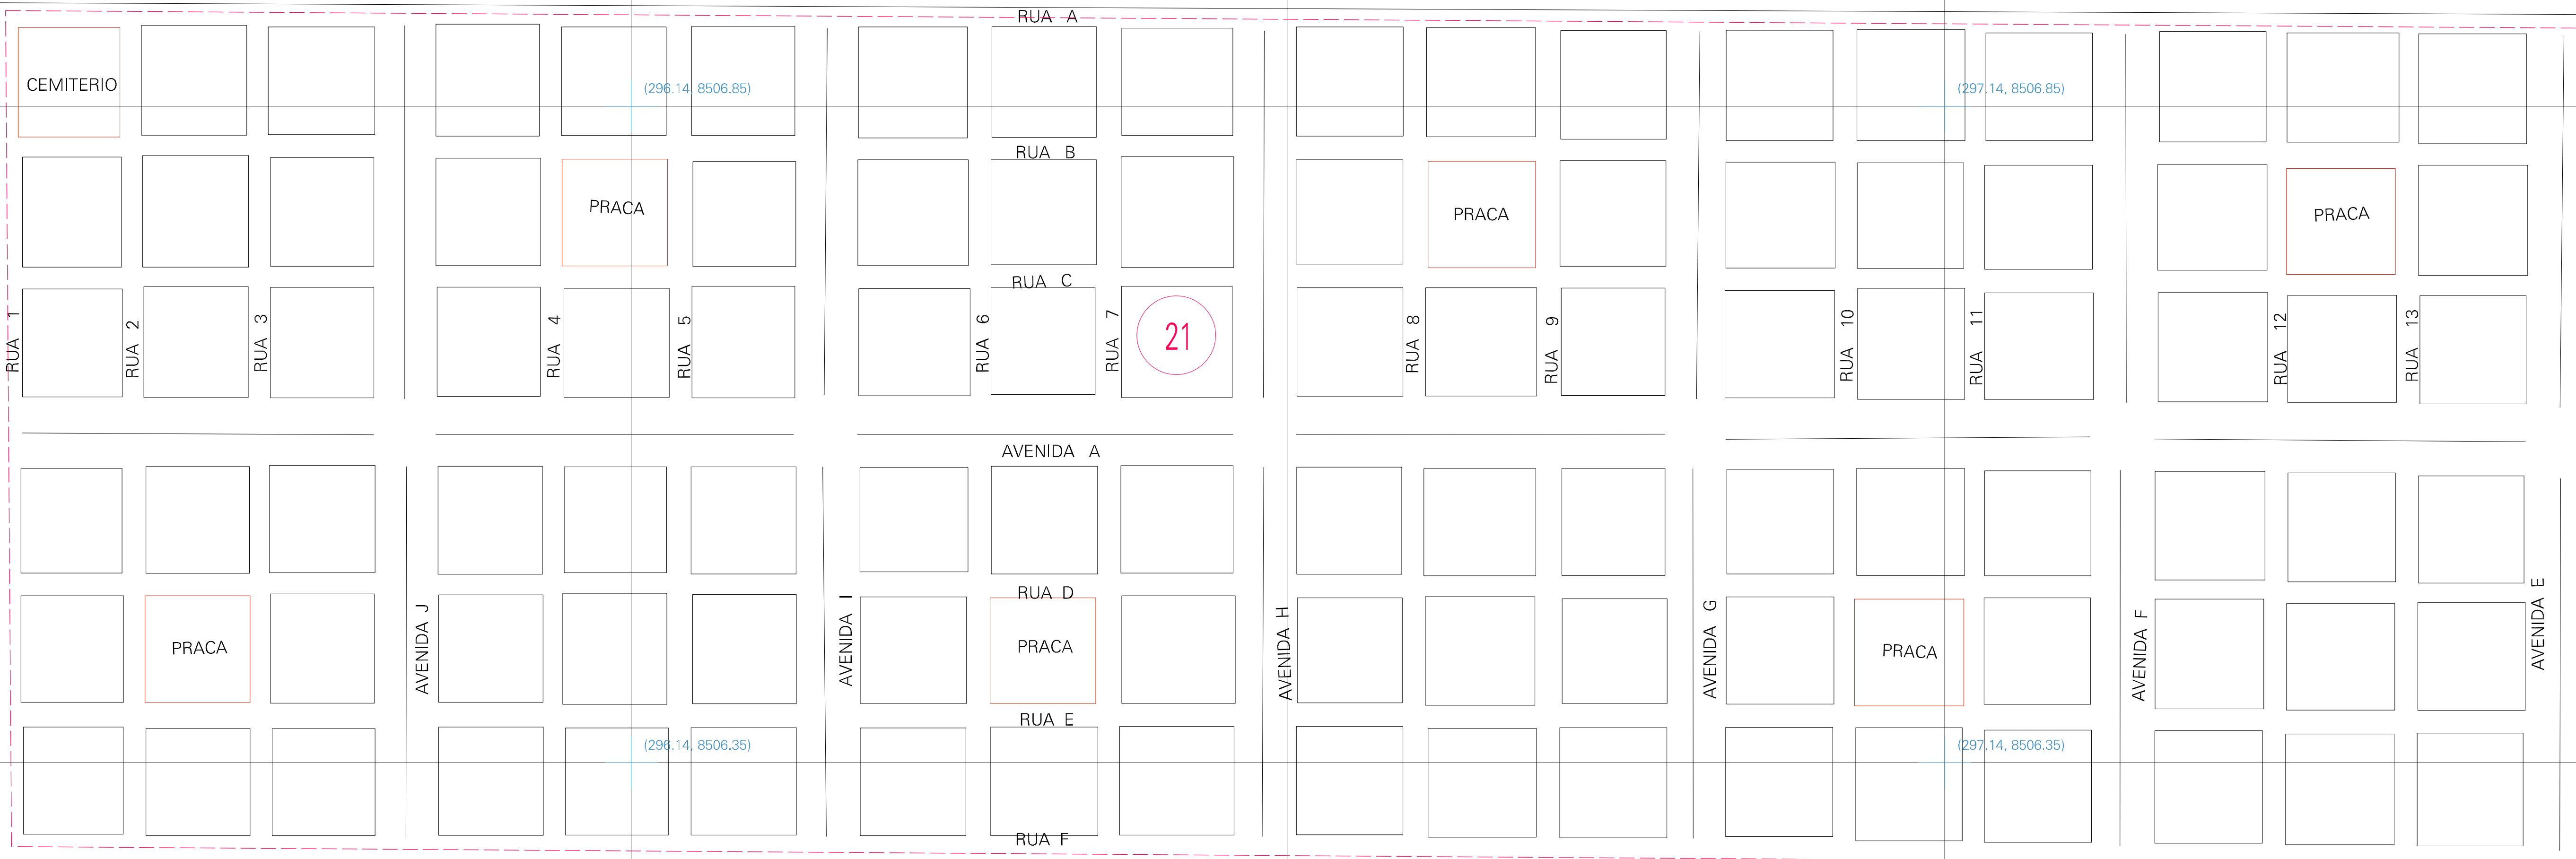 RUA A
CEMITERIO
(296.14, 8506.85)
(297.14, 8506.85)
RUA B
PRACA
PRACA
PRACA
RUA C
RUA 1
RUA 2
RUA 3
RUA 4
RUA 5
RUA 6
RUA 7
21
RUA 8
RUA 9
RUA 10
RUA 11
RUA 12
RUA 13
AVENIDA A
RUA D
PRACA
AVENIDA J
AVENIDA I
PRACA
AVENIDA H
AVENIDA G
PRACA
AVENIDA F
AVENIDA E
RUA E
(296.14, 8506.35)
(297.14, 8506.35)
RUA F